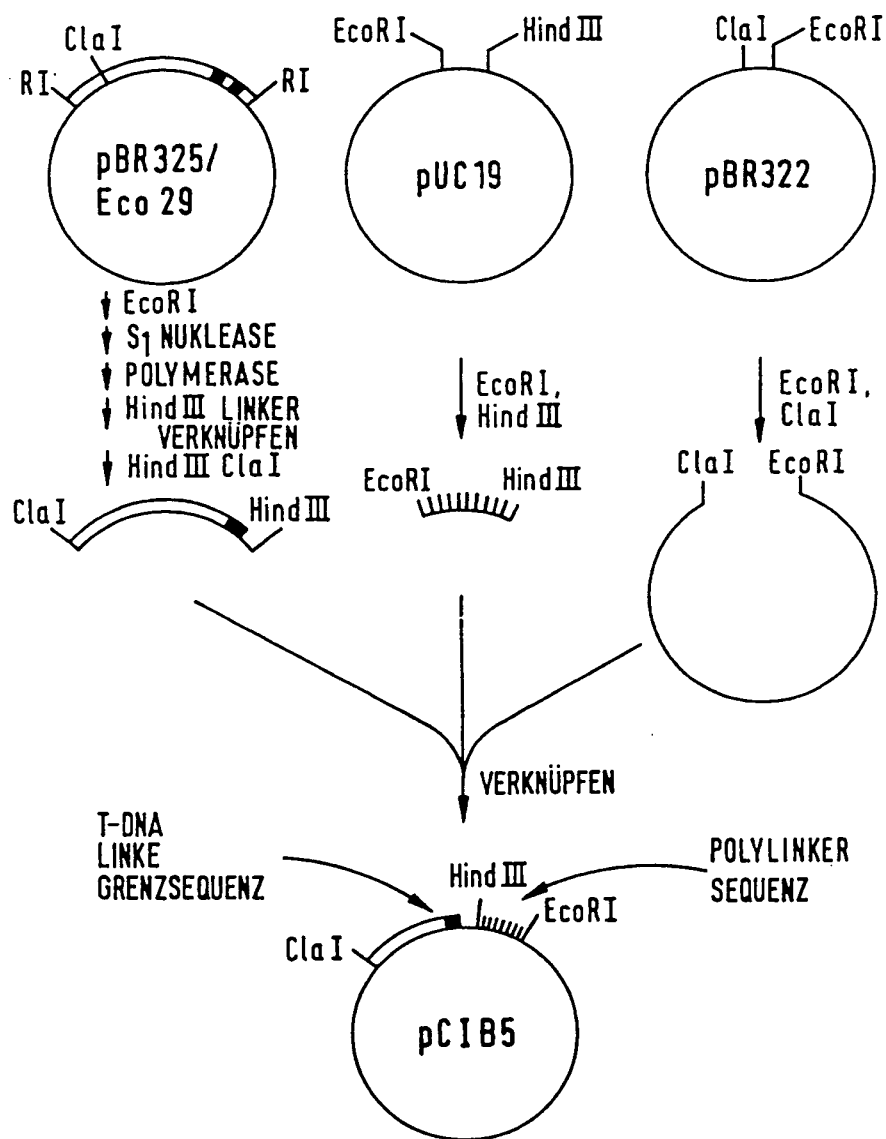 ClaI
RI
RI
pBR325/
Eco 29
EcoRI
HindIII
pUC19
ClaI
EcoRI
pBR322
EcoRI
S1 NUKLEASE
POLYMERASE
HindIII LINKER
VERKNÜPFEN
HindIII ClaI
EcoRI,
HindIII
EcoRI,
ClaI
ClaI
HindIII
EcoRI
HindIII
ClaI
EcoRI
VERKNÜPFEN
T-DNA
LINKE
GRENZSEQUENZ
POLYLINKER
SEQUENZ
HindIII
EcoRI
ClaI
pCIB5